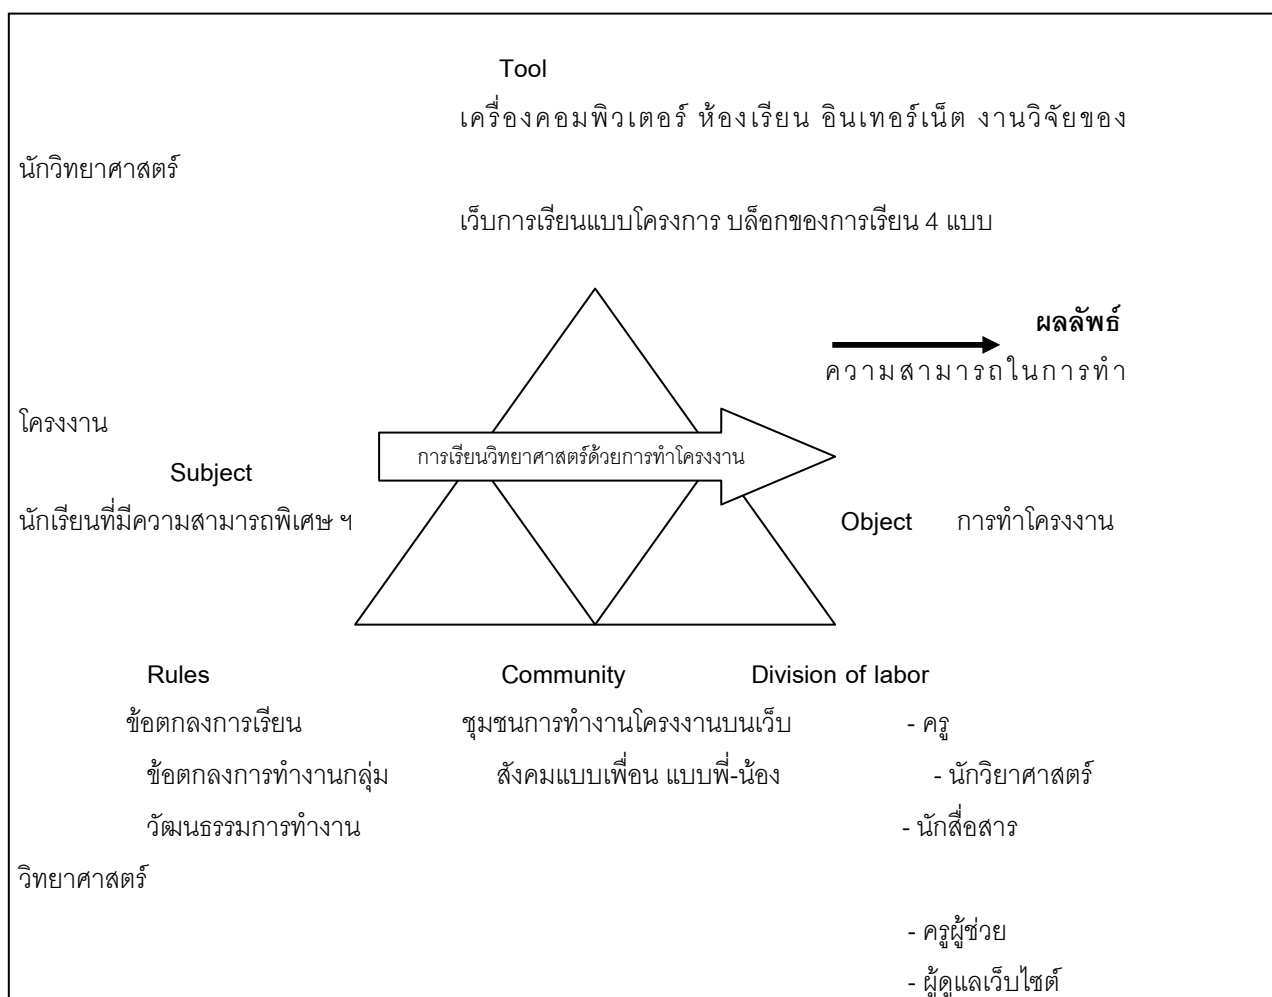 Tool
เครื่องคอมพิวเตอร์ ห้องเรียน อินเทอร์เน็ต งานวิจัยของ
นักวิทยาศาสตร์
เว็บการเรียนแบบโครงการ บล็อกของการเรียน 4 แบบ
ผลลัพธ์
ความสามารถในการทำ
โครงงาน
การเรียนวิทยาศาสตร์ด้วยการทำโครงงาน
Subject
นักเรียนที่มีความสามารถพิเศษ ฯ
Object การทำโครงงาน
Rules Community Division of labor
ข้อตกลงการเรียน ชุมชนการทำงานโครงงานบนเว็บ - ครู
ข้อตกลงการทำงานกลุ่ม สังคมแบบเพื่อน แบบพี่-น้อง - นักวิยาศาสตร์
วัฒนธรรมการทำงาน - นักสื่อสาร
วิทยาศาสตร์
- ครูผู้ช่วย
- ผู้ดูแลเว็บไซต์